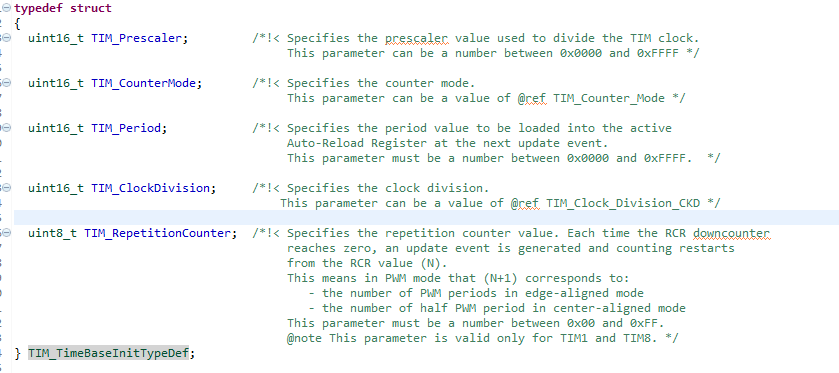 typedef struct
{
uint16_t TIM_Prescaler; /*!< Specifies the prescaler value used to divide the TIM clock.
This parameter can be a number between 0x0000 and 0xFFFF */
uint16_t TIM_CounterMode; /*!< Specifies the counter mode.
This parameter can be a value of @ref TIM_Counter_Mode */
uint16_t TIM_Period; /*!< Specifies the period value to be loaded into the active
Auto-Reload Register at the next update event.
This parameter must be a number between 0x0000 and 0xFFFF. */
uint16_t TIM_ClockDivision; /*!< Specifies the clock division.
This parameter can be a value of @ref TIM_Clock_Division_CKD */
uint8_t TIM_RepetitionCounter; /*!< Specifies the repetition counter value. Each time the RCR downcounter
reaches zero, an update event is generated and counting restarts
from the RCR value (N).
This means in PWM mode that (N+1) corresponds to:
- the number of PWM periods in edge-aligned mode
- the number of half PWM period in center-aligned mode
This parameter must be a number between 0x00 and 0xFF.
@note This parameter is valid only for TIM1 and TIM8. */
} TIM_TimeBaseInitTypeDef;